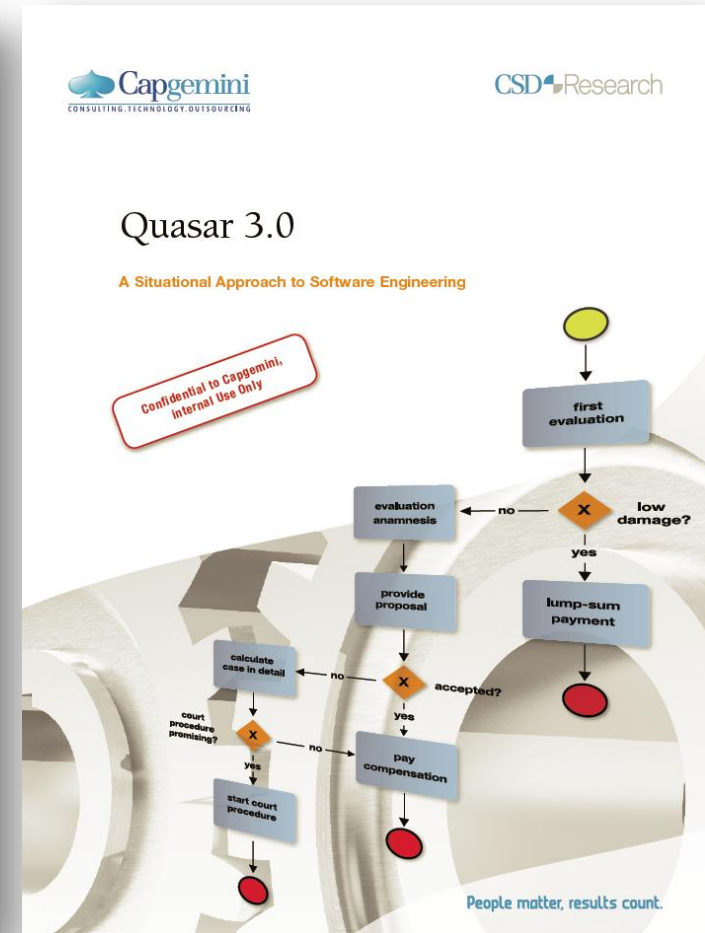 Capgemini
CONSULTING.TECHNOLOGY.OUTSOURCING
CSD Research
Quasar 3.0
A Situational Approach to Software Engineering
Confidential to Capgemini,
Internal Use Only
first
evaluation
X
low
damage?
no
yes
evaluation
anamnesis
provide
proposal
lump-sum
payment
calculate
case in detail
no
X
accepted?
yes
court
procedure
promising?
X
no
yes
pay
compensation
start court
procedure
People matter, results count.